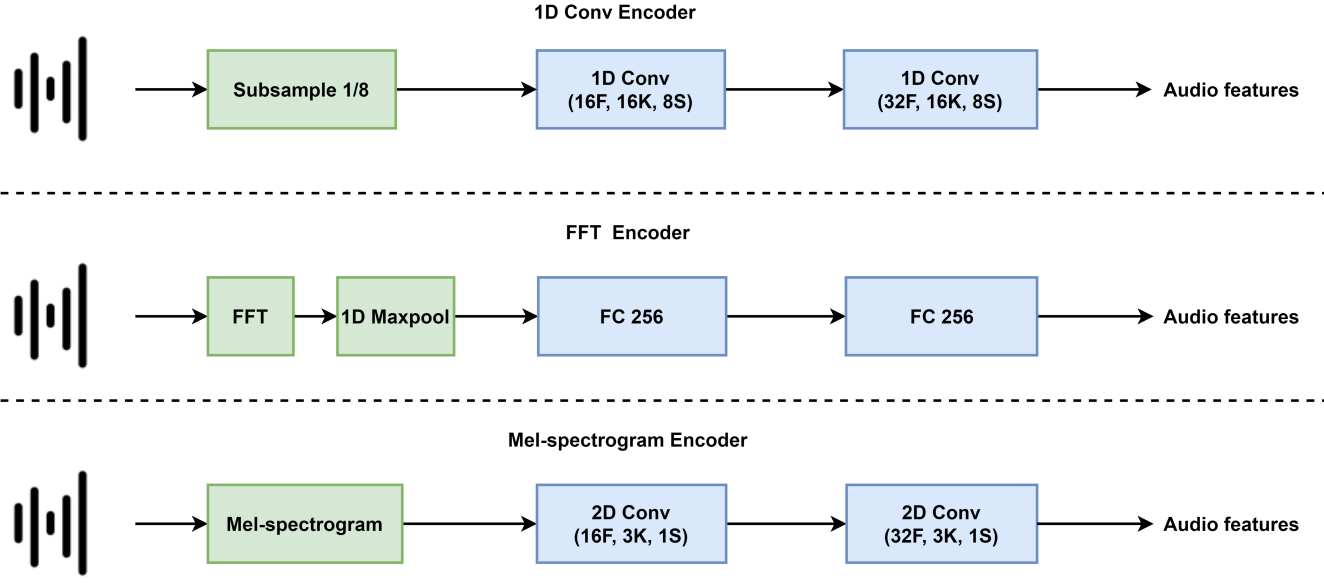 1D Conv Encoder
Subsample 1/8
1D Conv
(16F, 16K, 8S)
1D Conv
(32F, 16K, 8S)
Audio features
FFT Encoder
FFT
1D Maxpool
FC 256
FC 256
Audio features
Mel-spectrogram Encoder
Mel-spectrogram
2D Conv
(16F, 3K, 1S)
2D Conv
(32F, 3K, 1S)
Audio features